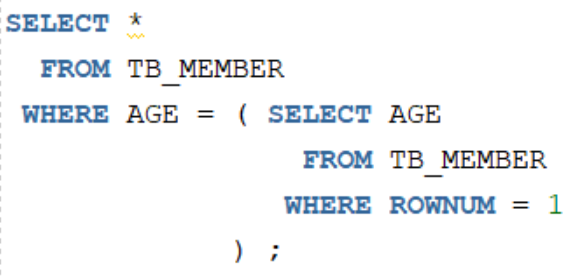 SELECT *
FROM TB_MEMBER
WHERE AGE = ( SELECT AGE
FROM TB_MEMBER
WHERE ROWNUM = 1
) ;